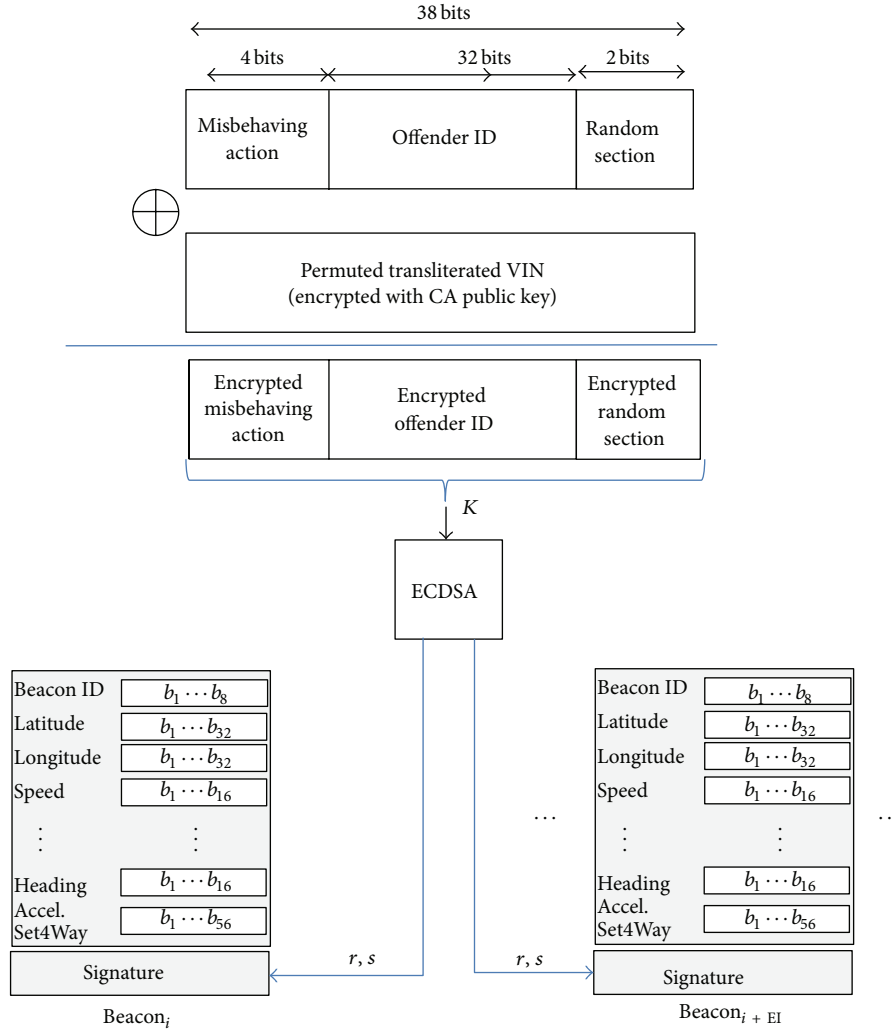 38 bits
4 bits 32 bits 2 bits
Misbehaving
action
Offender ID
Random
section
Permuted transliterated VIN
(encrypted with CA public key)
Encrypted
misbehaving
action
Encrypted
offender ID
Encrypted
random
section
K
ECDSA
Beacon ID b₁ ⋯ b₈
Latitude b₁ ⋯ b₃₂
Longitude b₁ ⋯ b₃₂
Speed b₁ ⋯ b₁₆
⋮ ⋮
Heading b₁ ⋯ b₁₆
Accel.
Set4Way b₁ ⋯ b₅₆
Signature
r, s
Beaconᵢ
⋯
Beacon ID b₁ ⋯ b₈
Latitude b₁ ⋯ b₃₂
Longitude b₁ ⋯ b₃₂
Speed b₁ ⋯ b₁₆
⋮ ⋮
Heading b₁ ⋯ b₁₆
Accel.
Set4Way b₁ ⋯ b₅₆
r, s
Signature
Beaconᵢ ₊ EI